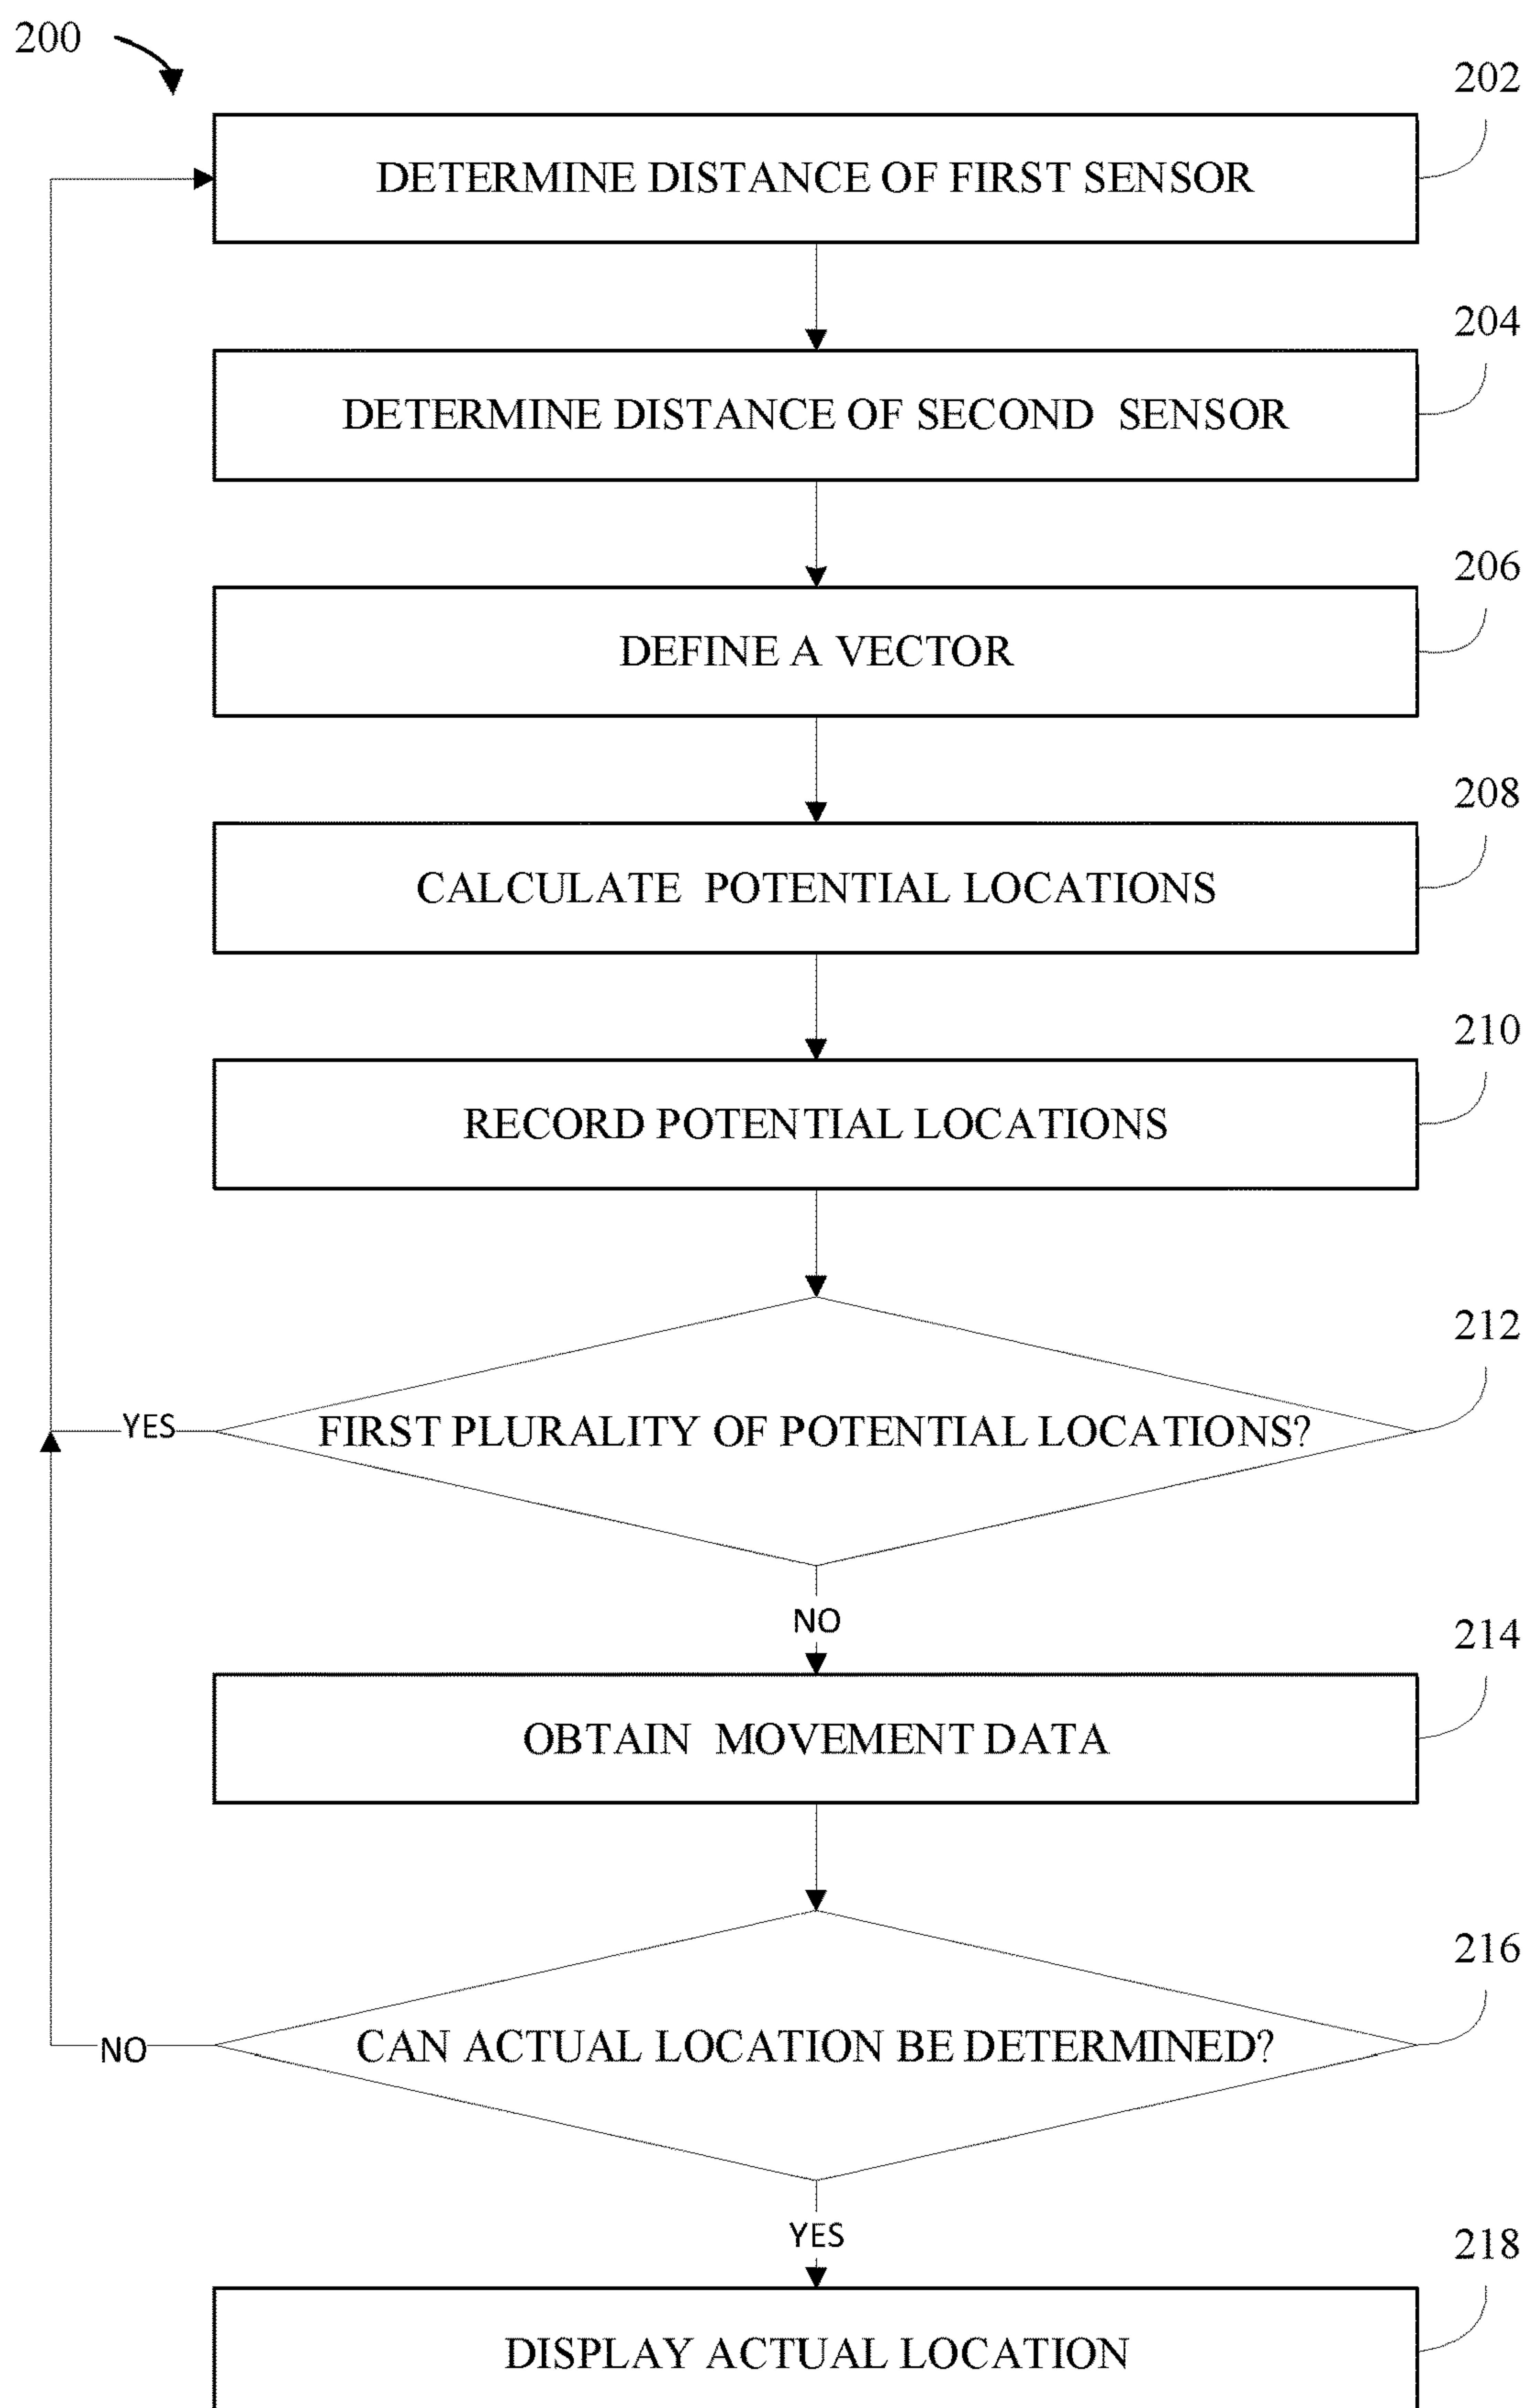 200
202
DETERMINE DISTANCE OF FIRST SENSOR
204
DETERMINE DISTANCE OF SECOND SENSOR
206
DEFINE A VECTOR
208
CALCULATE POTENTIAL LOCATIONS
210
RECORD POTENTIAL LOCATIONS
212
YES
FIRST PLURALITY OF POTENTIAL LOCATIONS?
NO
214
OBTAIN MOVEMENT DATA
216
NO
CAN ACTUAL LOCATION BE DETERMINED?
YES
218
DISPLAY ACTUAL LOCATION